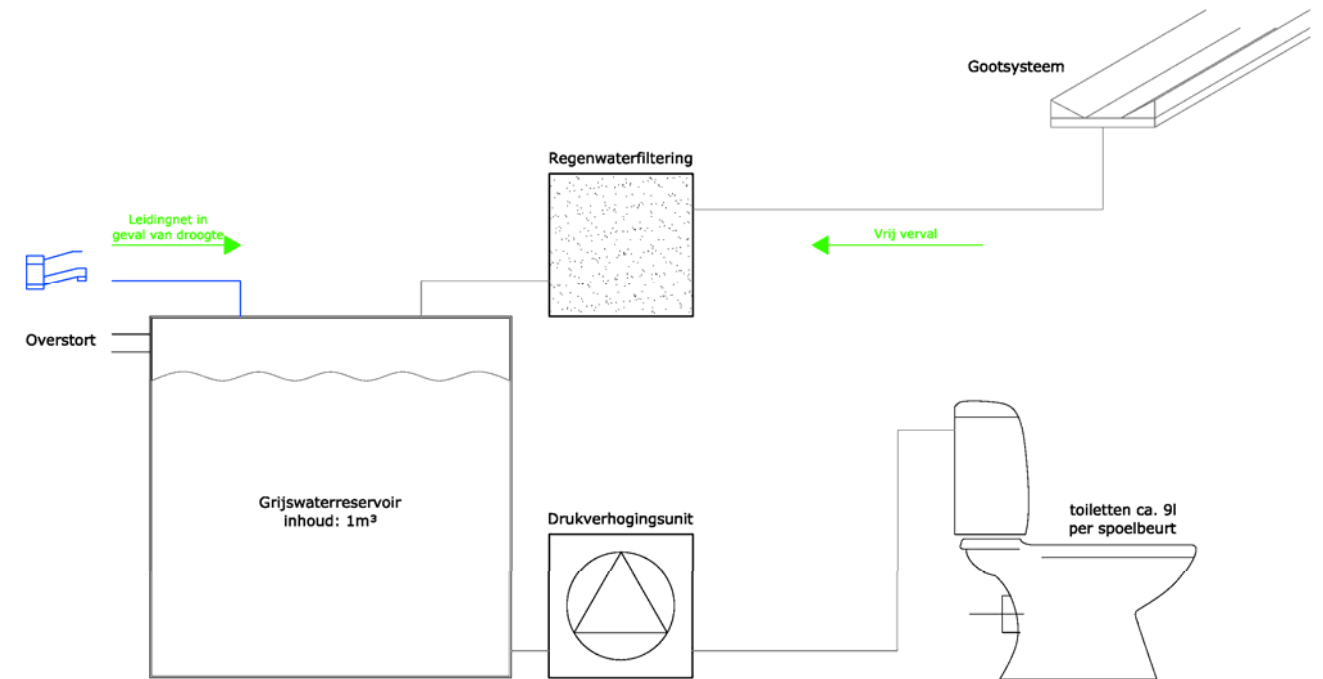 Gootsysteem
Regenwaterfiltering
Leidingnet in
geval van droogte
Vrij verval
Overstort
Grijswaterreservoir
inhoud: 1m³
Drukverhogingsunit
toiletten ca. 9l
per spoelbeurt